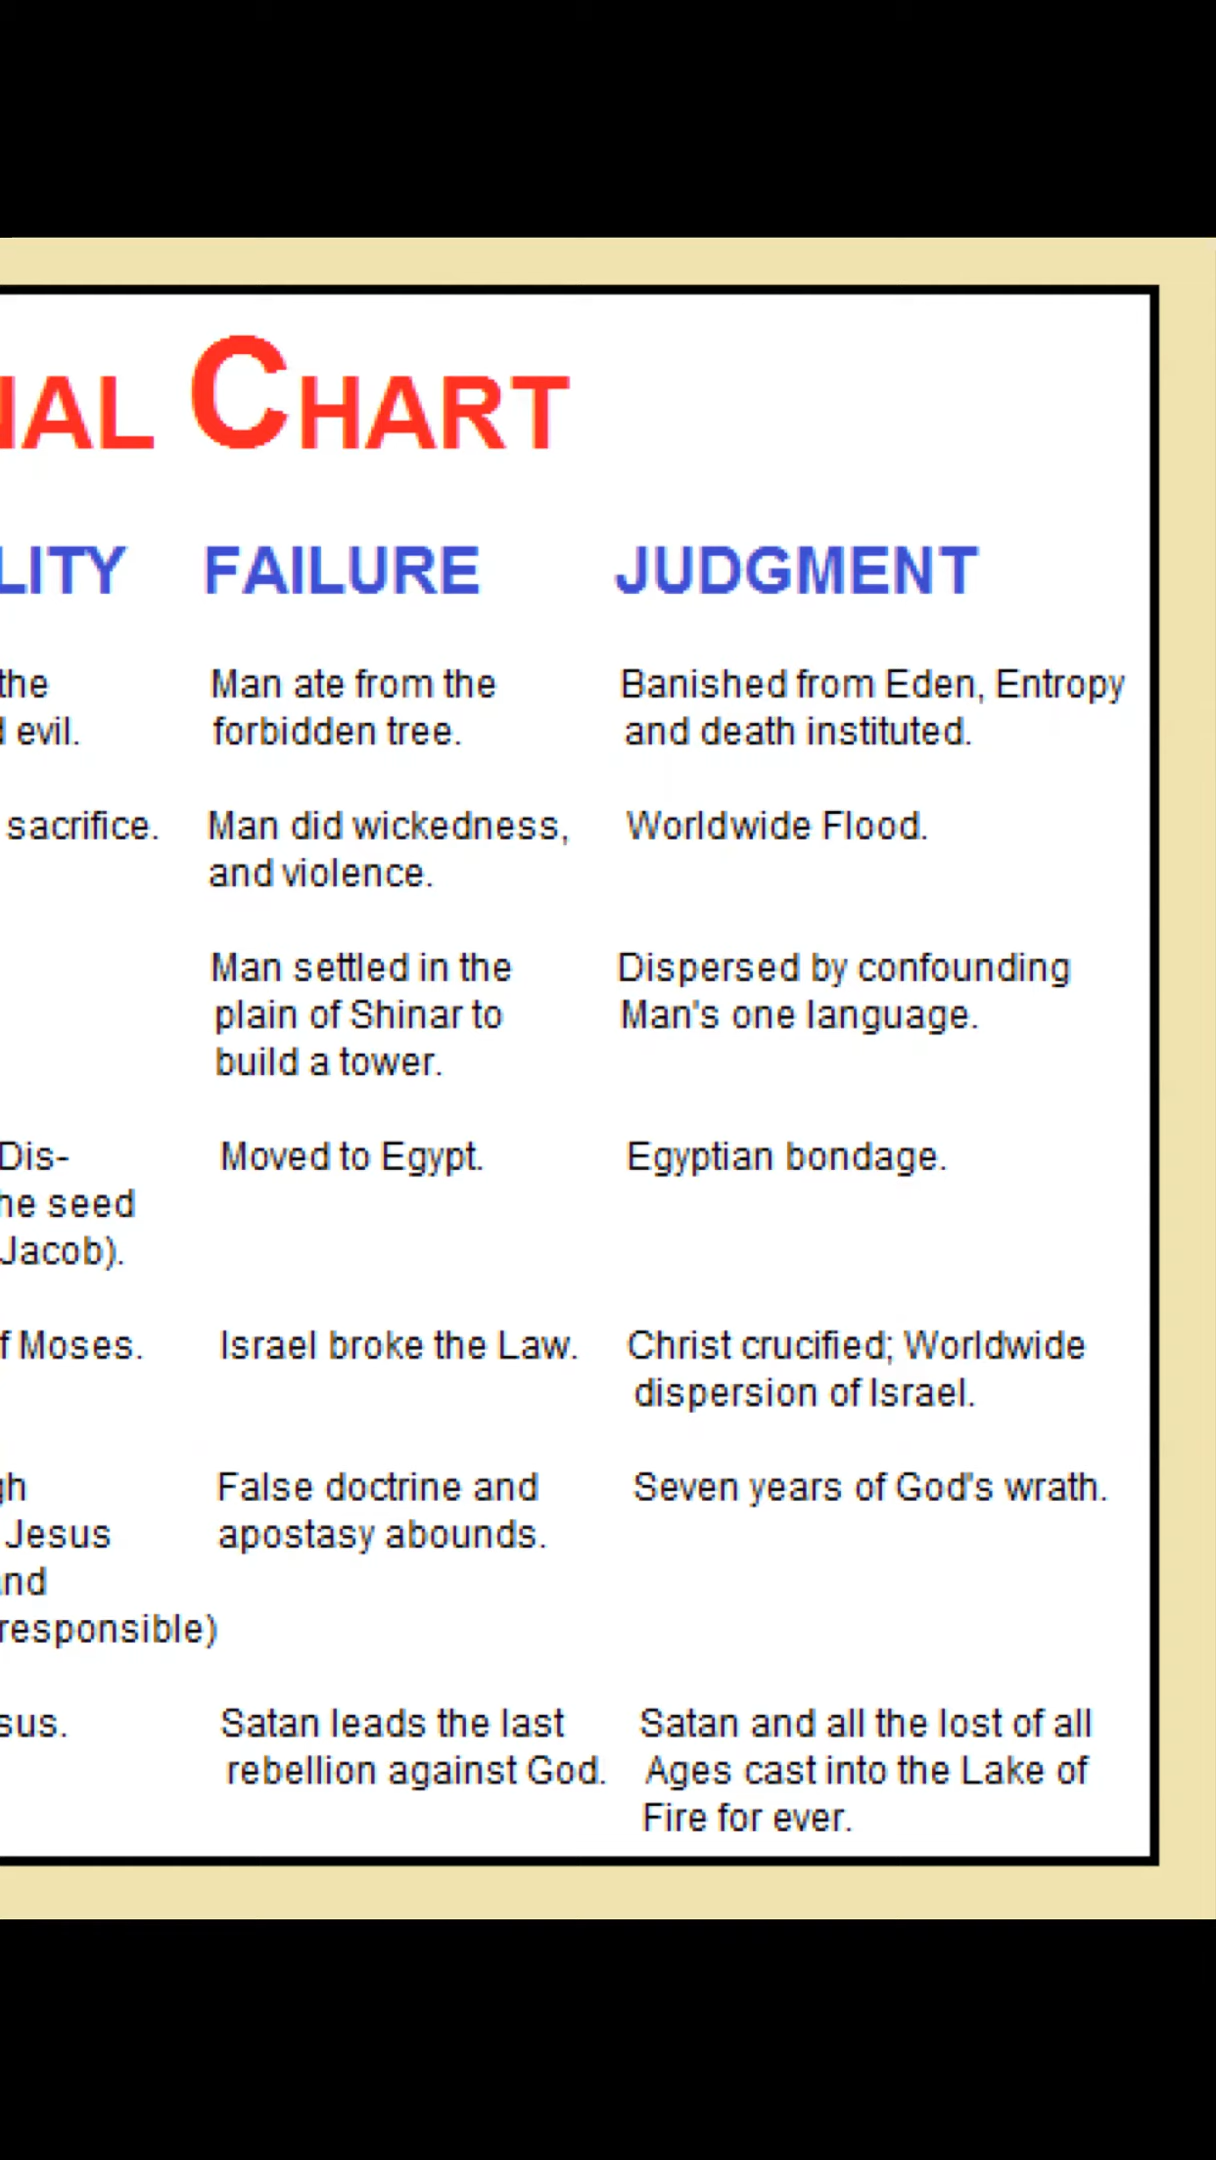 NAL CHART
LITY FAILURE JUDGMENT
the Man ate from the Banished from Eden, Entropy
d evil. forbidden tree. and death instituted.
sacrifice. Man did wickedness, Worldwide Flood.
and violence.
Man settled in the Dispersed by confounding
plain of Shinar to Man's one language.
build a tower.
Dis- Moved to Egypt. Egyptian bondage.
he seed
Jacob).
f Moses. Israel broke the Law. Christ crucified; Worldwide
dispersion of Israel.
gh False doctrine and Seven years of God's wrath.
Jesus apostasy abounds.
and
responsible)
sus. Satan leads the last Satan and all the lost of all
rebellion against God. Ages cast into the Lake of
Fire for ever.